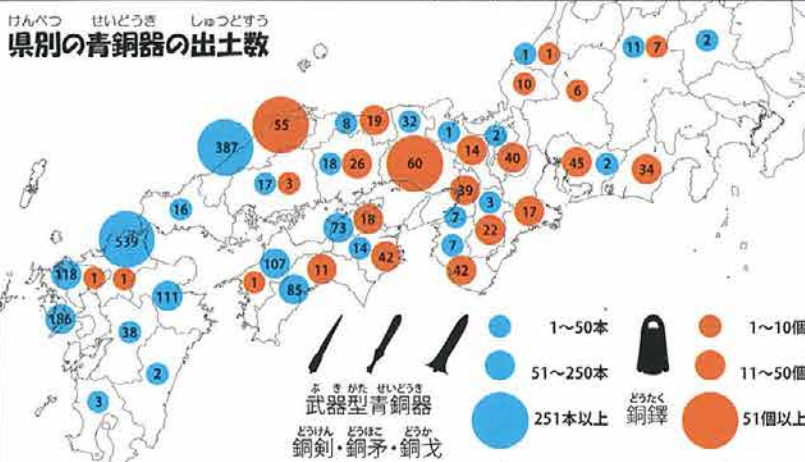 けんべつ せいどうき しゅつどすう
県別の青銅器の出土数
1 1 11 7 2
10 6
55 8 19 32 1 2
387 18 26 60 14 40 45 2 34
17 3 39 3
16 73 18 7 17
539 14 42 7 22
107 11 42
118 1 1 1 85
111
186 38
2
3
1〜50本
51〜250本
251本以上
ぶきがたせいどうき
武器型青銅器
どうけん どうほこ どうか
銅剣・銅矛・銅戈
どうたく
銅鐸
1〜10個
11〜50個
51個以上